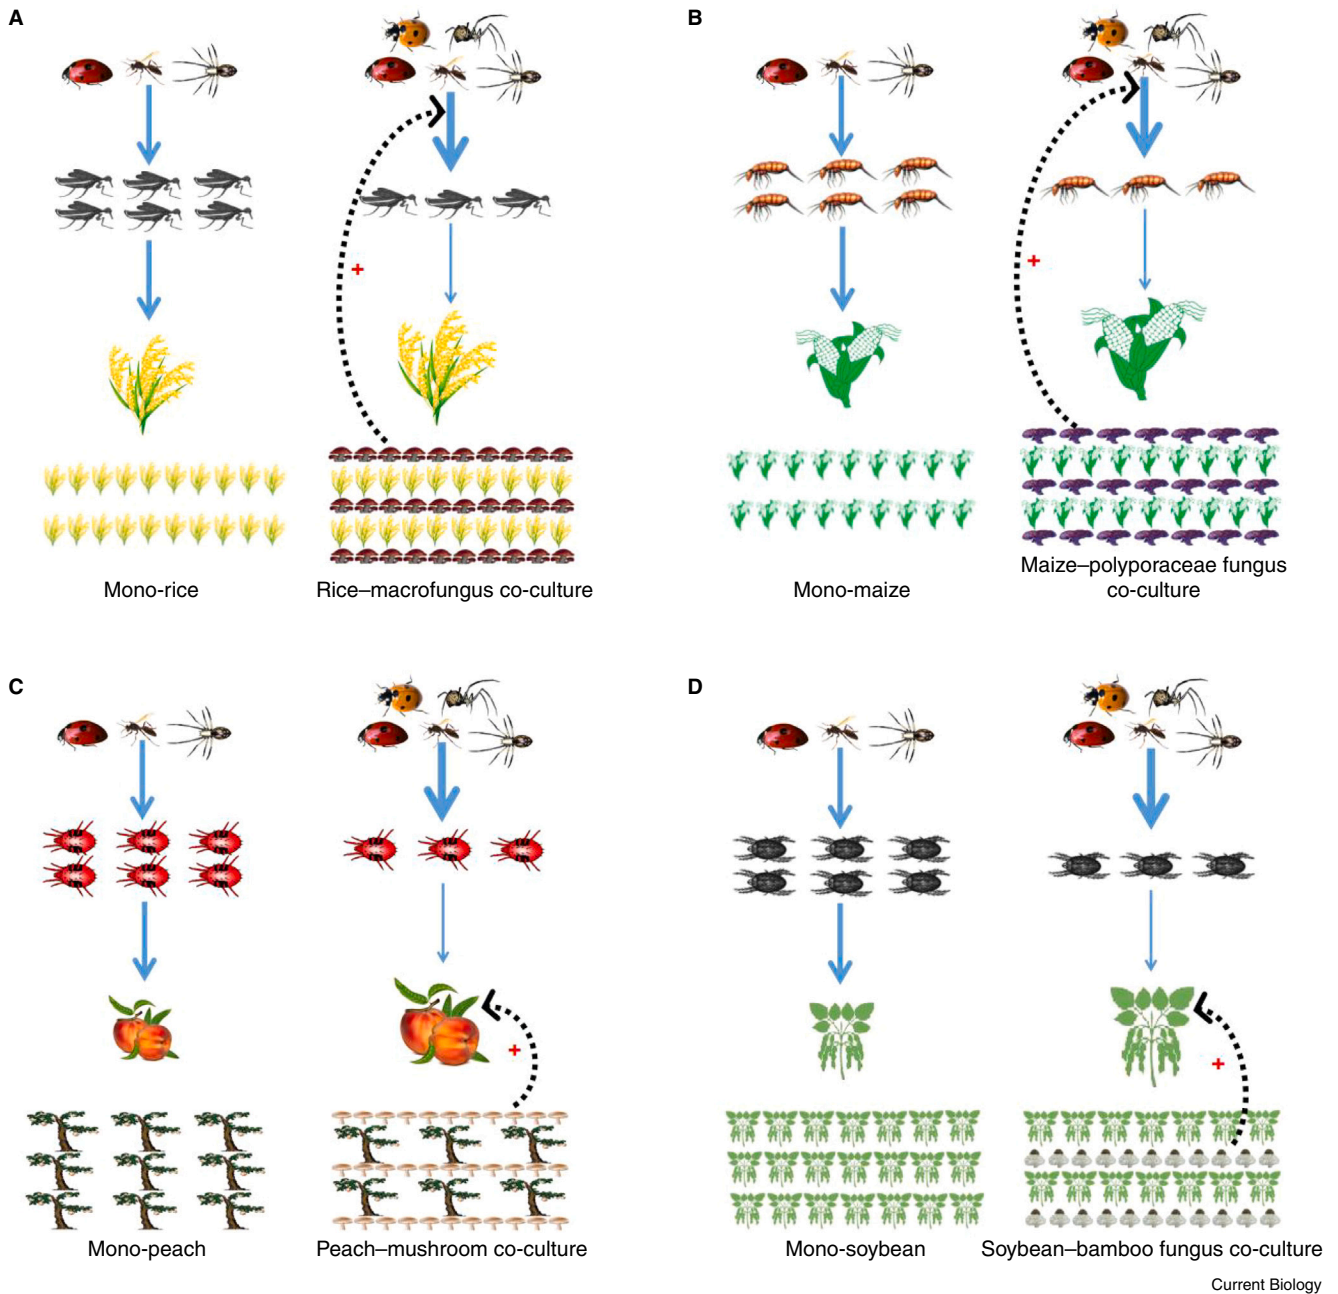 A
B
+
+
Mono-rice
Rice–macrofungus co-culture
Mono-maize
Maize–polyporaceae fungus
co-culture
C
D
+
+
Mono-peach
Peach–mushroom co-culture
Mono-soybean
Soybean–bamboo fungus co-culture
Current Biology